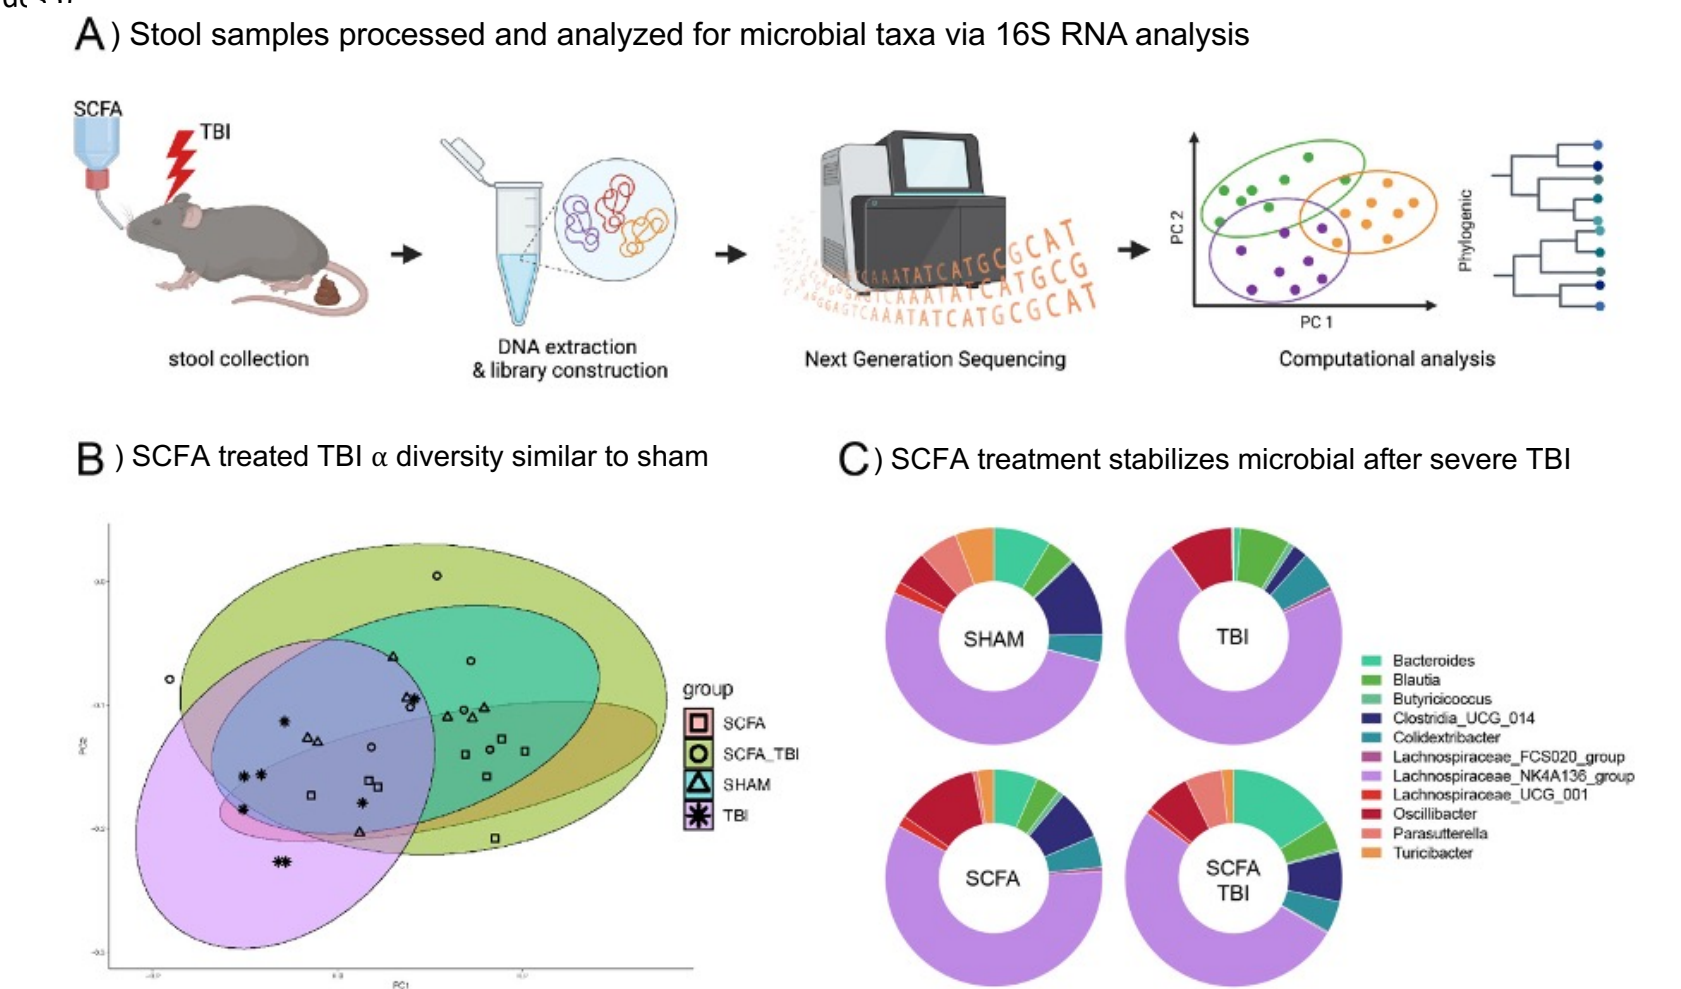 A) Stool samples processed and analyzed for microbial taxa via 16S RNA analysis
SCFA
TBI
stool collection
DNA extraction
& library construction
AAATATCATGCGCAT
TCAAATATCATGCG
GGAGTCAAATATCATGCGCAT
Next Generation Sequencing
PC 2
PC 1
Phylogenic
Computational analysis
B) SCFA treated TBI α diversity similar to sham
PC2
PC1
group
SCFA
SCFA_TBI
SHAM
TBI
C) SCFA treatment stabilizes microbial after severe TBI
SHAM
TBI
SCFA
SCFA
TBI
Bacteroides
Blautia
Butyricicoccus
Clostridia_UCG_014
Colidextribacter
Lachnospiraceae_FCS020_group
Lachnospiraceae_NK4A136_group
Lachnospiraceae_UCG_001
Oscillibacter
Parasutterella
Turicibacter